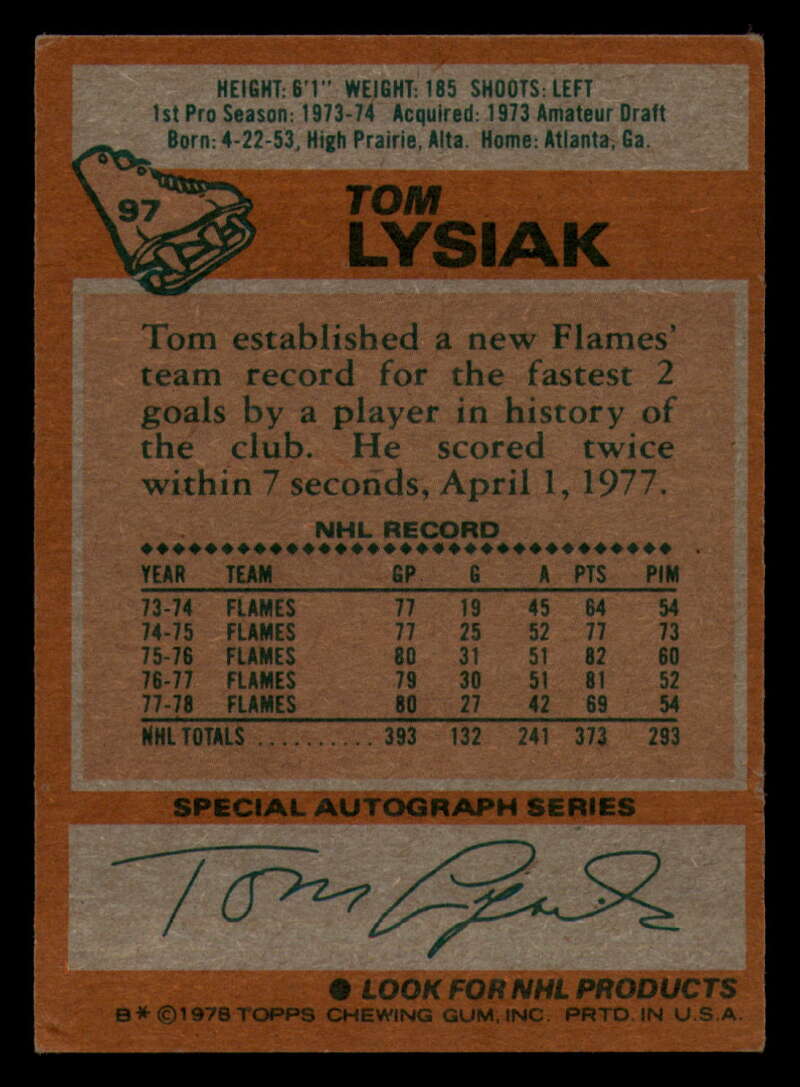 HEIGHT: 6'1" WEIGHT: 185 SHOOTS: LEFT
1st Pro Season: 1973-74 Acquired: 1973 Amateur Draft
Born: 4-22-53, High Prairie, Alta. Home: Atlanta, Ga.
97
TOM
LYSIAK
Tom established a new Flames'
team record for the fastest 2
goals by a player in history of
the club. He scored twice
within 7 seconds, April 1, 1977.
NHL RECORD
YEAR TEAM GP G A PTS PIM
73-74 FLAMES 77 19 45 64 54
74-75 FLAMES 77 25 52 77 73
75-76 FLAMES 80 31 51 82 60
76-77 FLAMES 79 30 51 81 52
77-78 FLAMES 80 27 42 69 54
NHL TOTALS .......... 393 132 241 373 293
SPECIAL AUTOGRAPH SERIES
Tom Lysiak
● LOOK FOR NHL PRODUCTS
B* ©1978 TOPPS CHEWING GUM, INC. PRTD. IN U.S.A.